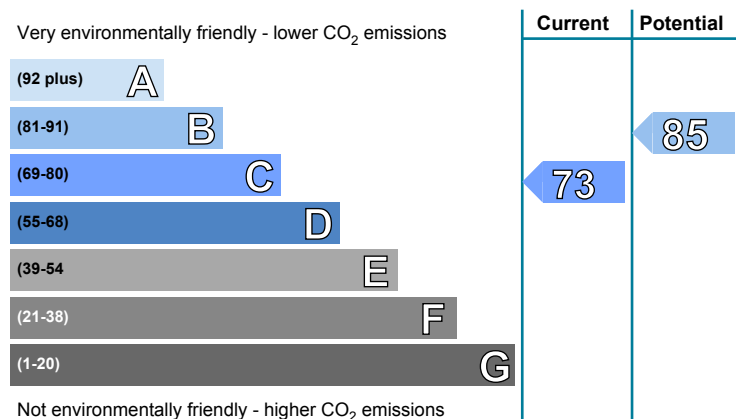 Very environmentally friendly - lower CO₂ emissions
Current
Potential
(92 plus) A
(81-91) B
(69-80) C
(55-68) D
(39-54 E
(21-38) F
(1-20) G
73
85
Not environmentally friendly - higher CO₂ emissions